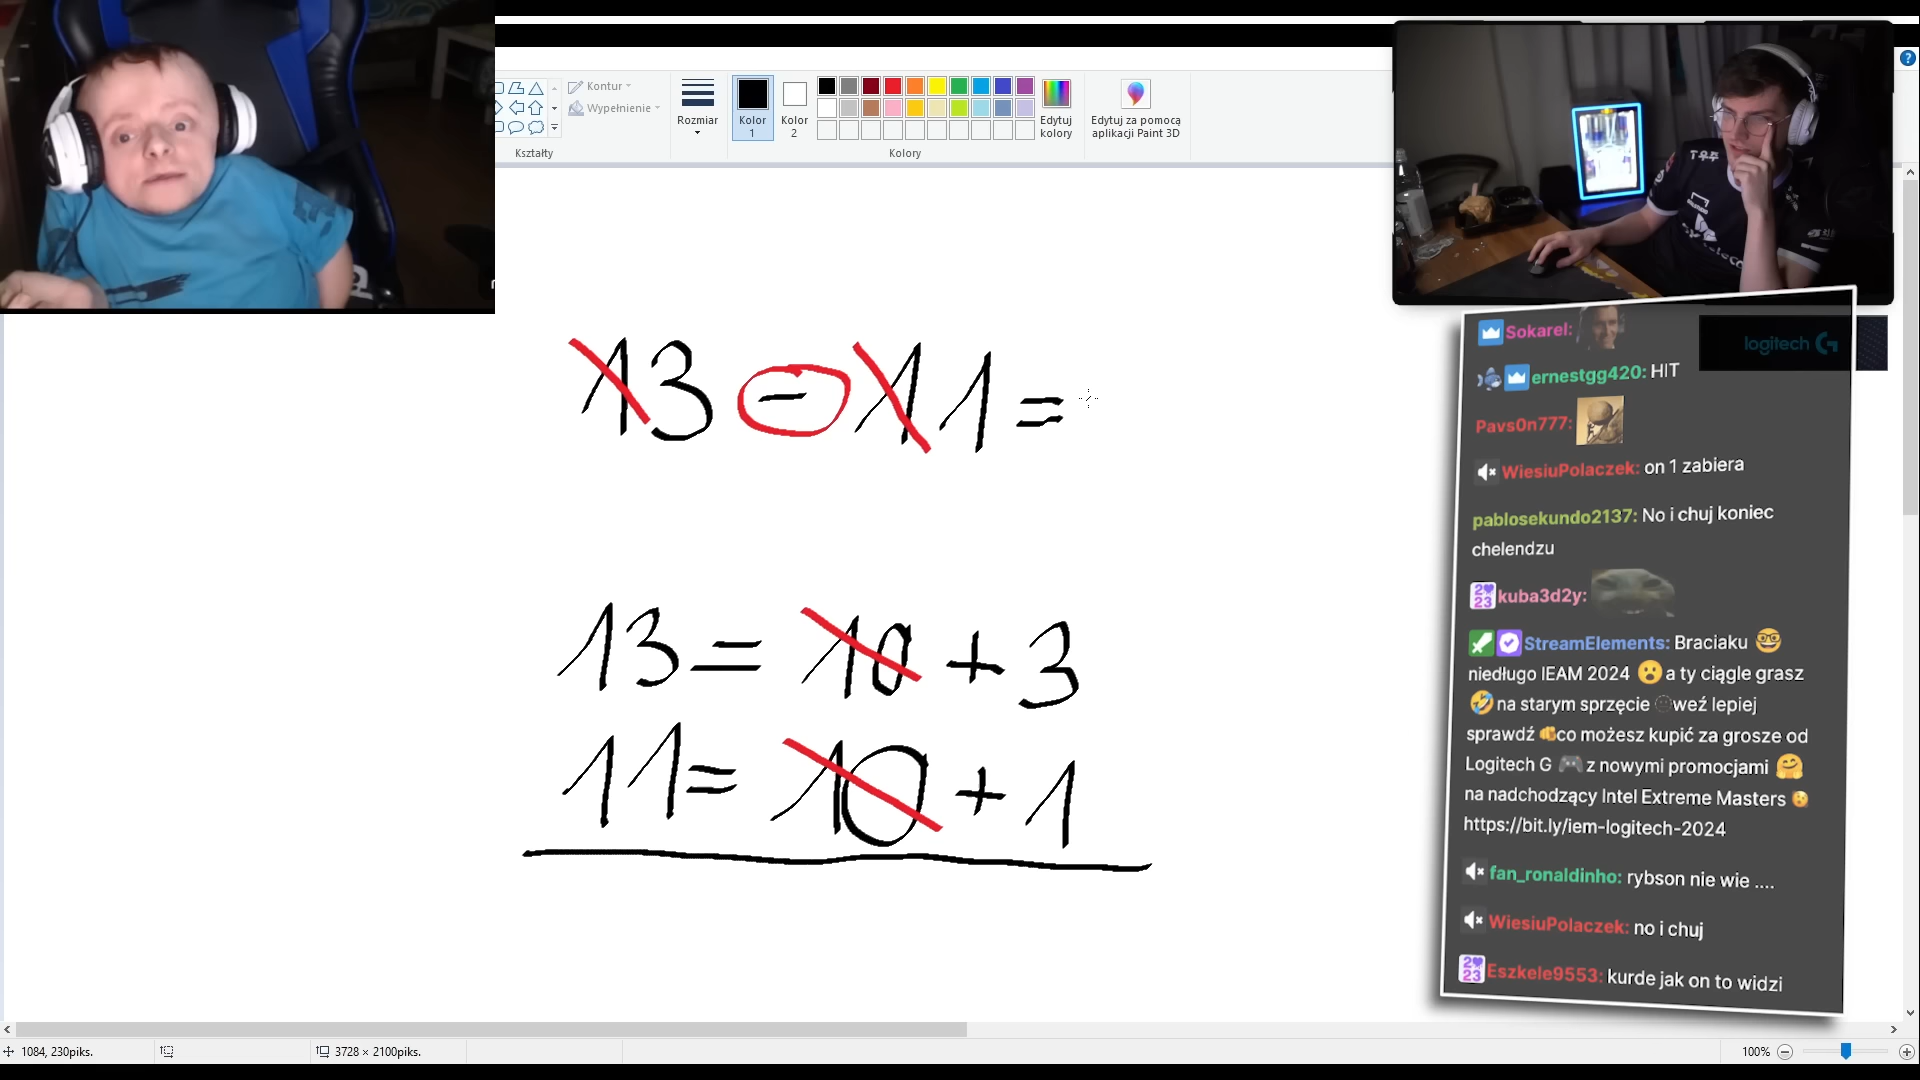 Kontur
Wypełnienie
Kształty
Rozmiar
Kolor
1
Kolor
2
Edytuj
kolory
Kolory
Edytuj za pomocą
aplikacji Paint 3D
13 - 11 =
13 = 10 + 3
11 = 10 + 1
logitech G
Sokarel:
ernestgg420: HIT
Pavs0n777:
WiesiuPolaczek: on 1 zabiera
pablosekundo2137: No i chuj koniec
chelendzu
kuba3d2y:
StreamElements: Braciaku 🤓
niedługo IEAM 2024 😮 a ty ciągle grasz
🤣 na starym sprzęcie weź lepiej
sprawdź 🫵 co możesz kupić za grosze od
Logitech G 🎮 z nowymi promocjami 🤗
na nadchodzący Intel Extreme Masters
https://bit.ly/iem-logitech-2024
fan_ronaldinho: rybson nie wie ....
WiesiuPolaczek: no i chuj
Eszkele9553: kurde jak on to widzi
1084, 230piks.
3728 × 2100piks.
100%